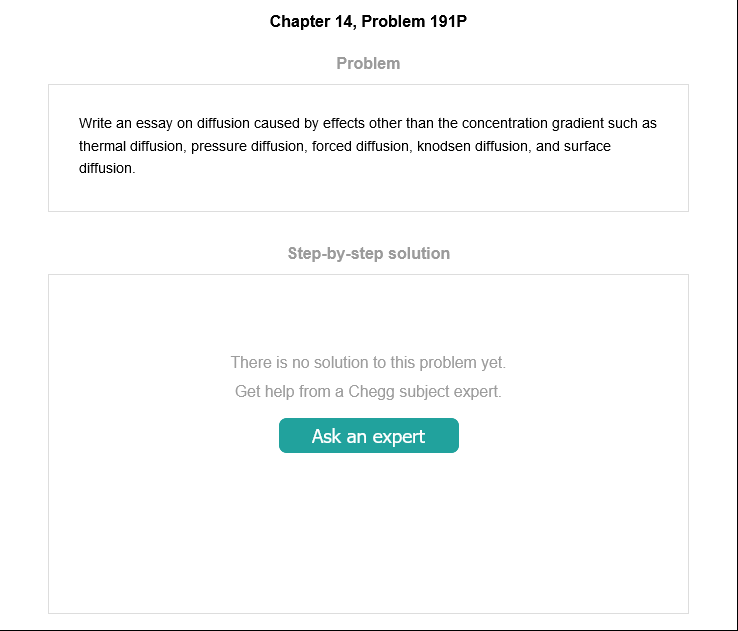 Chapter 14, Problem 191P
Problem
Write an essay on diffusion caused by effects other than the concentration gradient such as
thermal diffusion, pressure diffusion, forced diffusion, knodsen diffusion, and surface
diffusion.
Step-by-step solution
There is no solution to this problem yet.
Get help from a Chegg subject expert.
Ask an expert